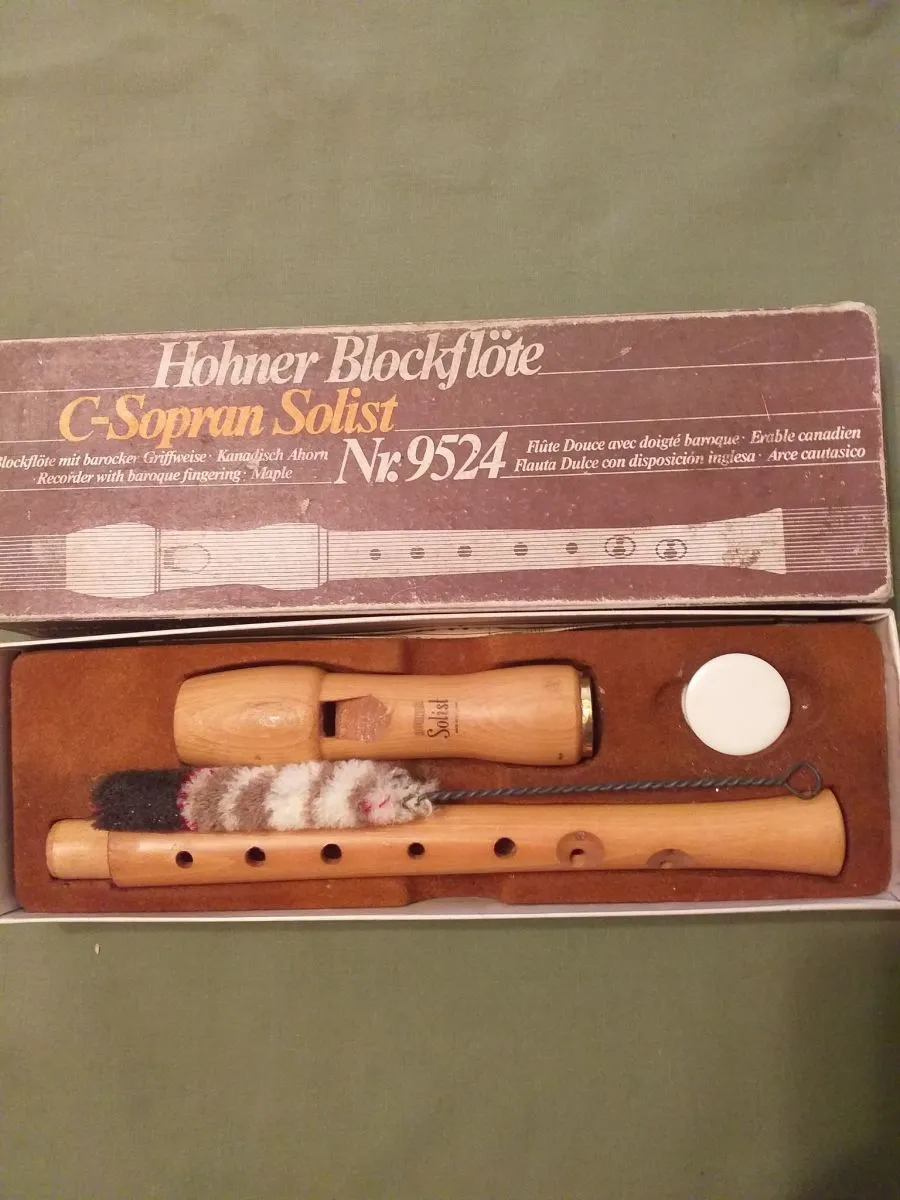 Hohner Blockflöte
C-Sopran Solist
Blockflöte mit barocker Griffweise · Kanadisch Ahorn
Recorder with baroque fingering · Maple
Nr. 9524
Flûte Douce avec doigté baroque · Erable canadien
Flauta Dulce con disposición inglesa · Arce cautasico
Solist